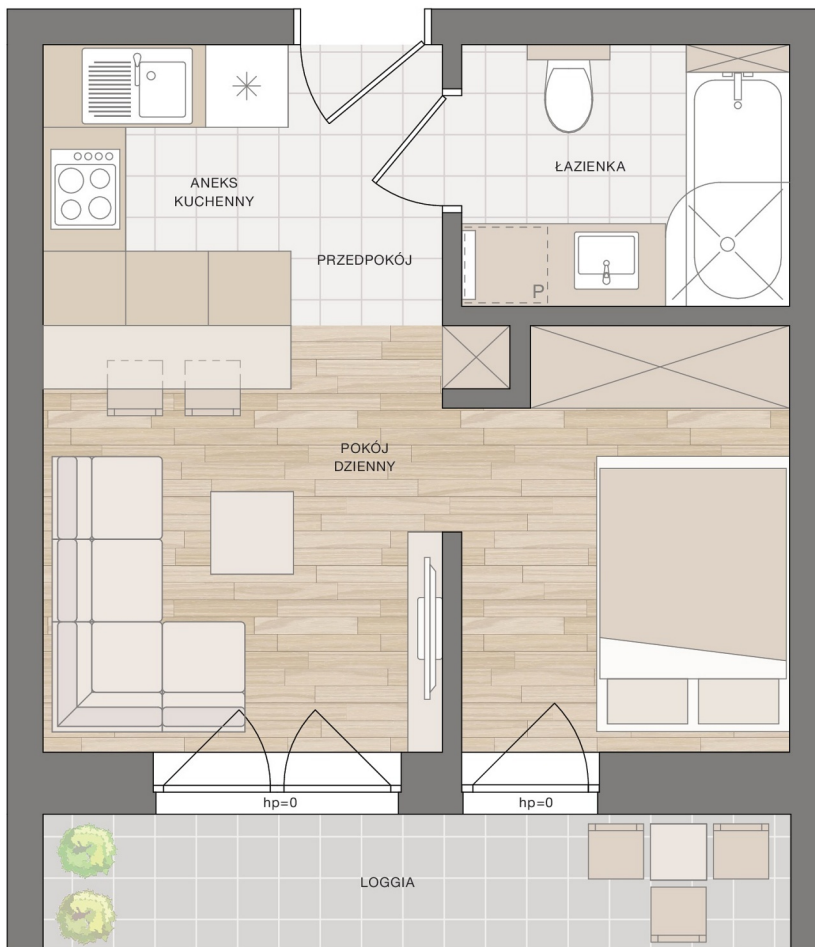 ANEKS
KUCHENNY
ŁAZIENKA
PRZEDPOKÓJ
P
POKÓJ
DZIENNY
hp=0
hp=0
LOGGIA